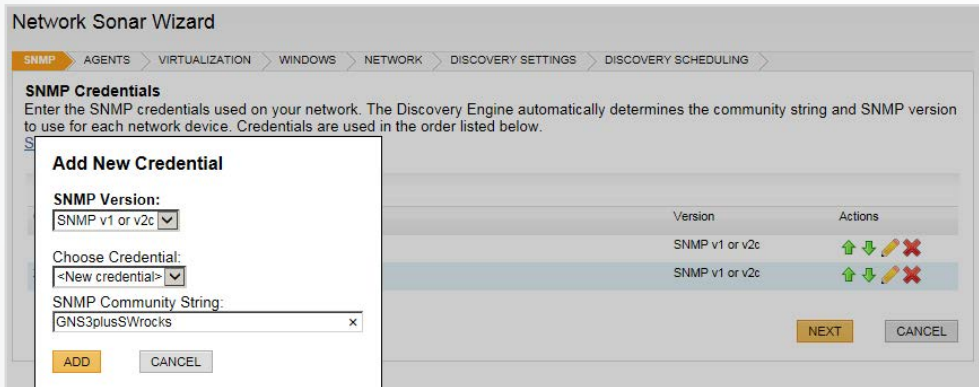 Network Sonar Wizard
SNMP AGENTS VIRTUALIZATION WINDOWS NETWORK DISCOVERY SETTINGS DISCOVERY SCHEDULING
SNMP Credentials
Enter the SNMP credentials used on your network. The Discovery Engine automatically determines the community string and SNMP version
to use for each network device. Credentials are used in the order listed below.
Add New Credential
SNMP Version:
SNMP v1 or v2c
Choose Credential:
<New credential>
SNMP Community String:
GNS3plusSWrocks ×
ADD CANCEL
Version Actions
SNMP v1 or v2c
SNMP v1 or v2c
NEXT CANCEL